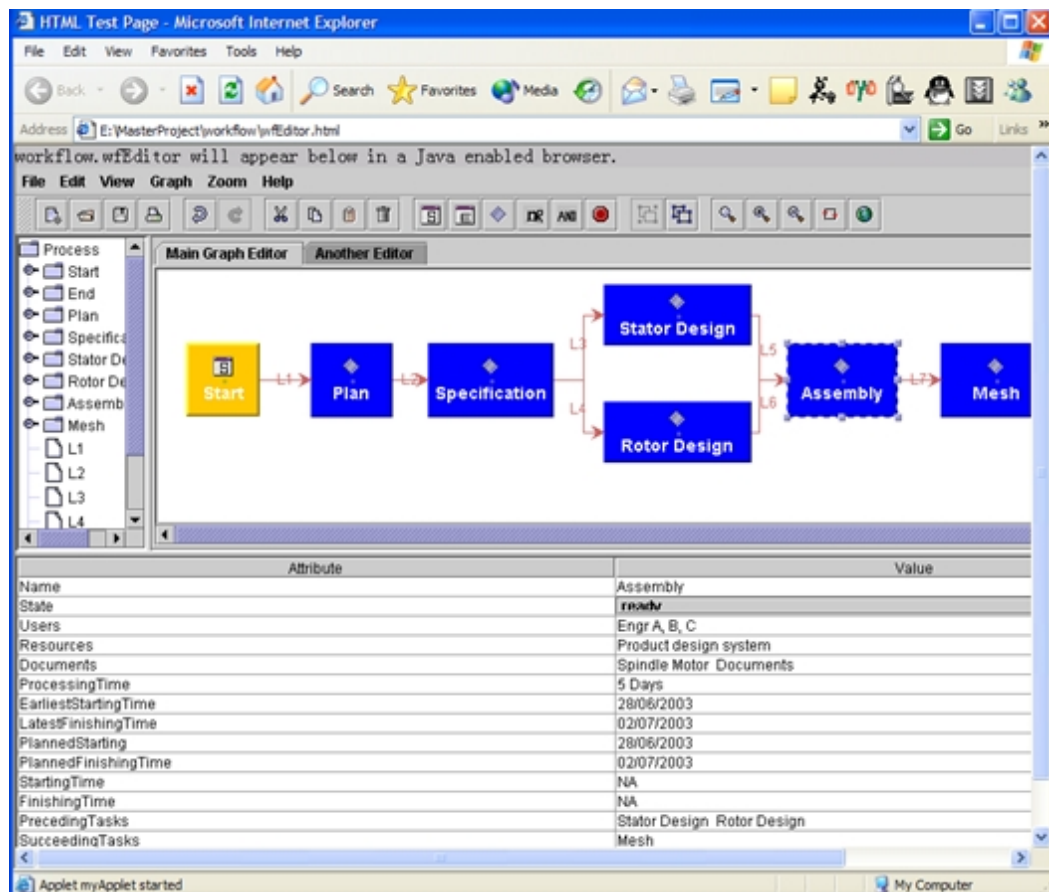 HTML Test Page - Microsoft Internet Explorer
File Edit View Favorites Tools Help
Back Search Favorites Media
Address E:\MasterProject\workflow\wfEditor.html Go Links »
workflow.wfEditor will appear below in a Java enabled browser.
File Edit View Graph Zoom Help
S E OR AND
Process
Start
End
Plan
Specifica
Stator De
Rotor De
Assemb
Mesh
L1
L2
L3
L4
Main Graph Editor Another Editor
S
Start
L1
Plan
L2
Specification
L3
L4
Stator Design
Rotor Design
L5
L6
Assembly
L7
Mesh
Attribute Value
Name Assembly
State ready
Users Engr A, B, C
Resources Product design system
Documents Spindle Motor Documents
ProcessingTime 5 Days
EarliestStartingTime 28/06/2003
LatestFinishingTime 02/07/2003
PlannedStarting 28/06/2003
PlannedFinishingTime 02/07/2003
StartingTime NA
FinishingTime NA
PrecedingTasks Stator Design Rotor Design
SucceedingTasks Mesh
Applet myApplet started My Computer